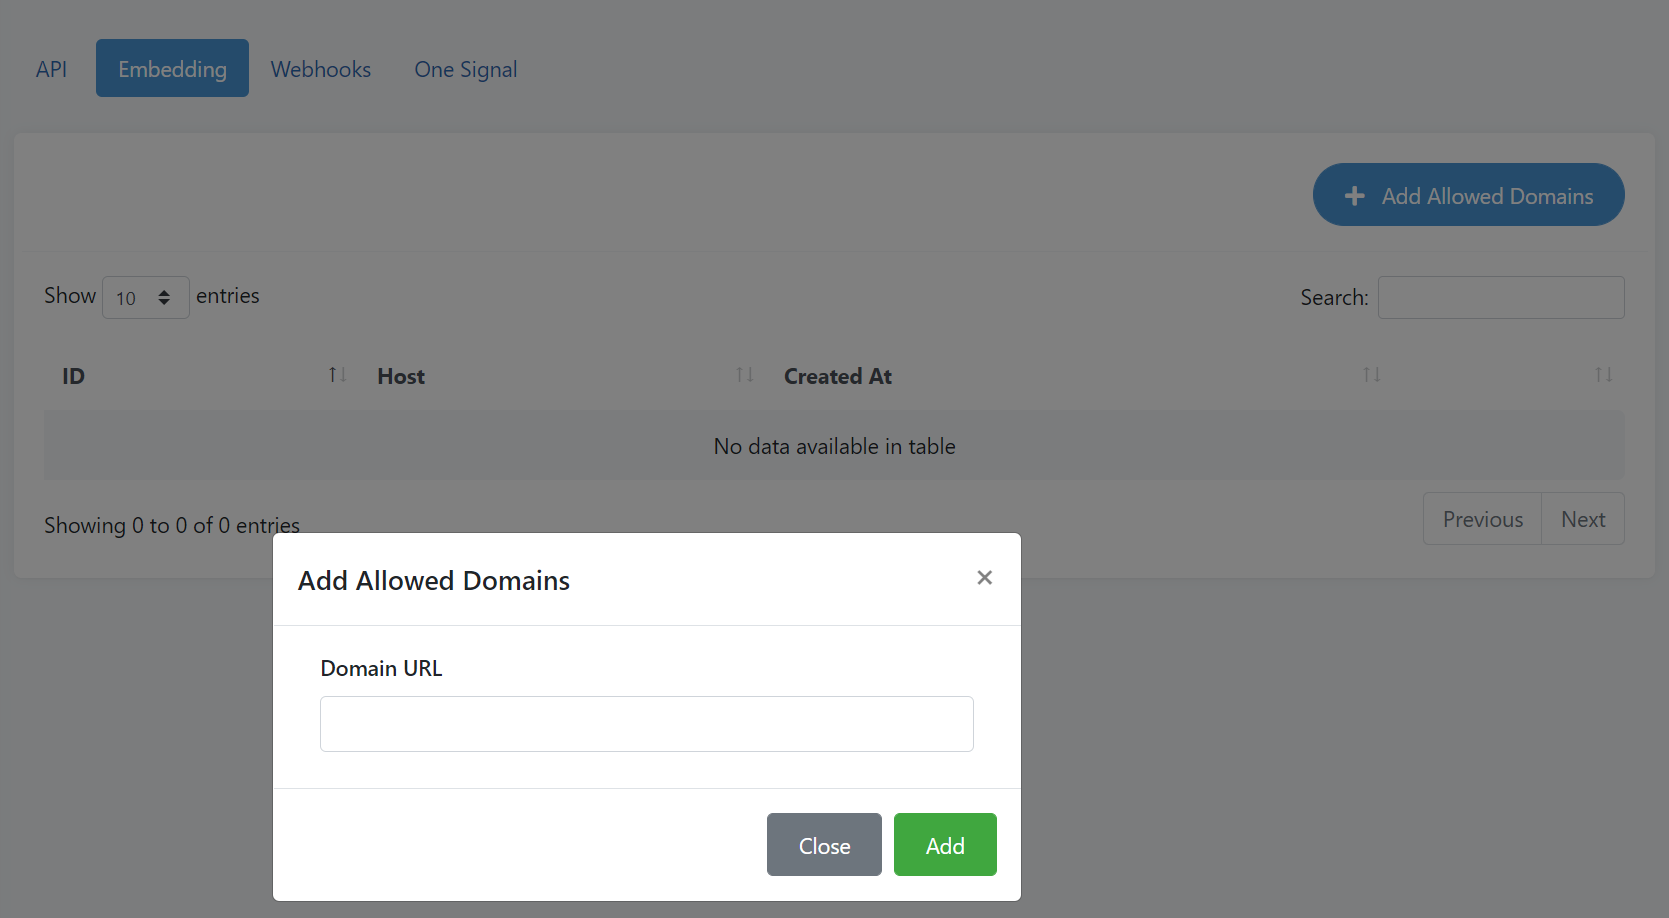 API Embedding Webhooks One Signal
Add Allowed Domains
Show 10 entries Search:
ID Host Created At
No data available in table
Showing 0 to 0 of 0 entries
Previous Next
Add Allowed Domains ×
Domain URL
Close Add